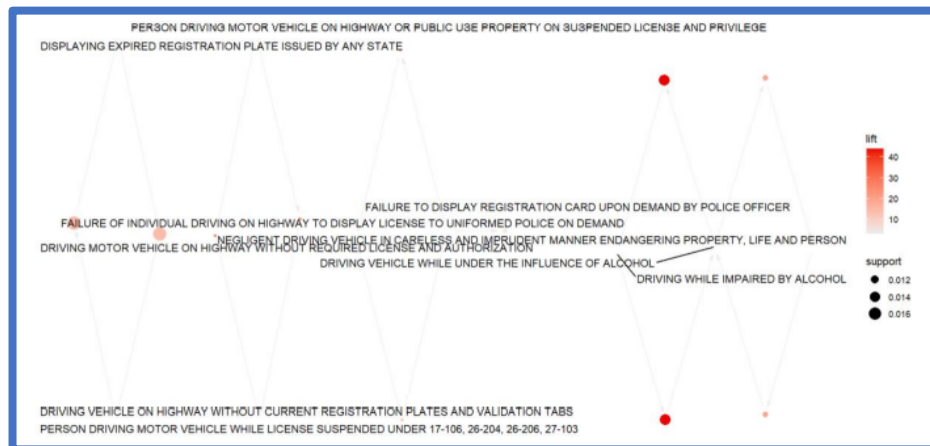 PERSON DRIVING MOTOR VEHICLE ON HIGHWAY OR PUBLIC USE PROPERTY ON SUSPENDED LICENSE AND PRIVILEGE
DISPLAYING EXPIRED REGISTRATION PLATE ISSUED BY ANY STATE
lift
40
30
20
10
FAILURE TO DISPLAY REGISTRATION CARD UPON DEMAND BY POLICE OFFICER
FAILURE OF INDIVIDUAL DRIVING ON HIGHWAY TO DISPLAY LICENSE TO UNIFORMED POLICE ON DEMAND
NEGLIGENT DRIVING VEHICLE IN CARELESS AND IMPRUDENT MANNER ENDANGERING PROPERTY, LIFE AND PERSON
DRIVING MOTOR VEHICLE ON HIGHWAY WITHOUT REQUIRED LICENSE AND AUTHORIZATION
DRIVING VEHICLE WHILE UNDER THE INFLUENCE OF ALCOHOL
DRIVING WHILE IMPAIRED BY ALCOHOL
support
0.012
0.014
0.016
DRIVING VEHICLE ON HIGHWAY WITHOUT CURRENT REGISTRATION PLATES AND VALIDATION TABS
PERSON DRIVING MOTOR VEHICLE WHILE LICENSE SUSPENDED UNDER 17-106, 26-204, 26-206, 27-103